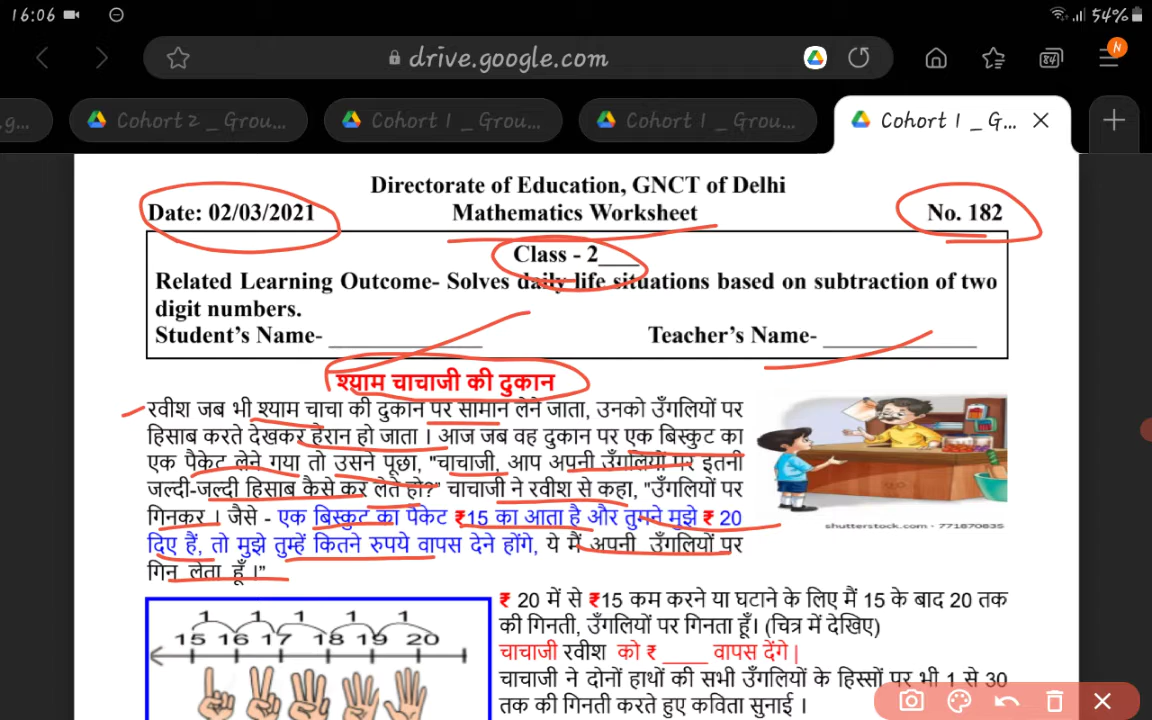 16:06
54%
drive.google.com
84
N
g...
Cohort 2 _ Grou...
Cohort 1 _ Grou...
Cohort 1 _ Grou...
Cohort 1 _ G...
Directorate of Education, GNCT of Delhi
Date: 02/03/2021 Mathematics Worksheet No. 182
Class - 2____
Related Learning Outcome- Solves daily life situations based on subtraction of two
digit numbers.
Student's Name- ______________ Teacher's Name- ______________
श्याम चाचाजी की दुकान
रवीश जब भी श्याम चाचा की दुकान पर सामान लेने जाता, उनको उँगलियों पर
हिसाब करते देखकर हैरान हो जाता । आज जब वह दुकान पर एक बिस्कुट का
एक पैकेट लेने गया तो उसने पूछा, "चाचाजी, आप अपनी उँगलियों पर इतनी
जल्दी-जल्दी हिसाब कैसे कर लेते हो?" चाचाजी ने रवीश से कहा, "उँगलियों पर
गिनकर । जैसे - एक बिस्कुट का पैकेट ₹15 का आता है और तुमने मुझे ₹ 20
दिए हैं, तो मुझे तुम्हें कितने रुपये वापस देने होंगे, ये मैं अपनी उँगलियों पर
गिन लेता हूँ ।"
shutterstock.com • 771870835
1 1 1 1 1
15 16 17 18 19 20
₹ 20 में से ₹15 कम करने या घटाने के लिए मैं 15 के बाद 20 तक
की गिनती, उँगलियों पर गिनता हूँ। (चित्र में देखिए)
चाचाजी रवीश को ₹ ____ वापस देंगे |
चाचाजी ने दोनों हाथों की सभी उँगलियों के हिस्सों पर भी 1 से 30
तक की गिनती करते हुए कविता सुनाई ।